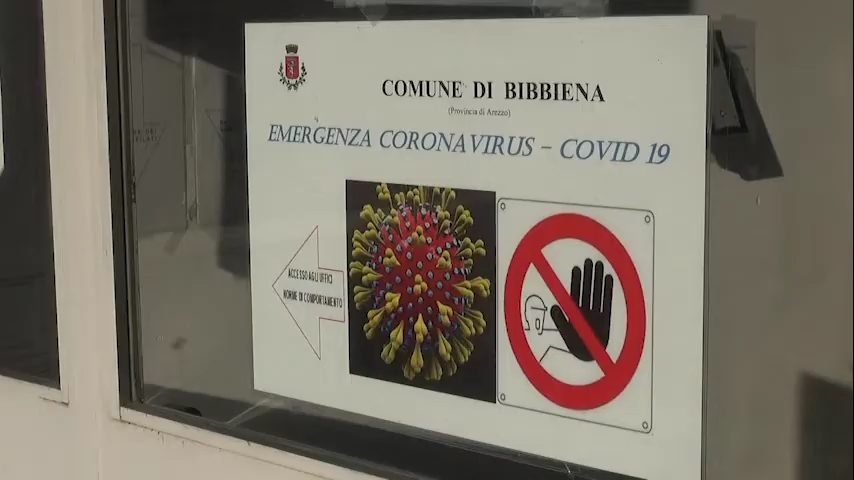 COMUNE DI BIBBIENA
(Provincia di Arezzo)
EMERGENZA CORONAVIRUS - COVID 19
ACCESSO AGLI UFFICI
NORME DI COMPORTAMENTO